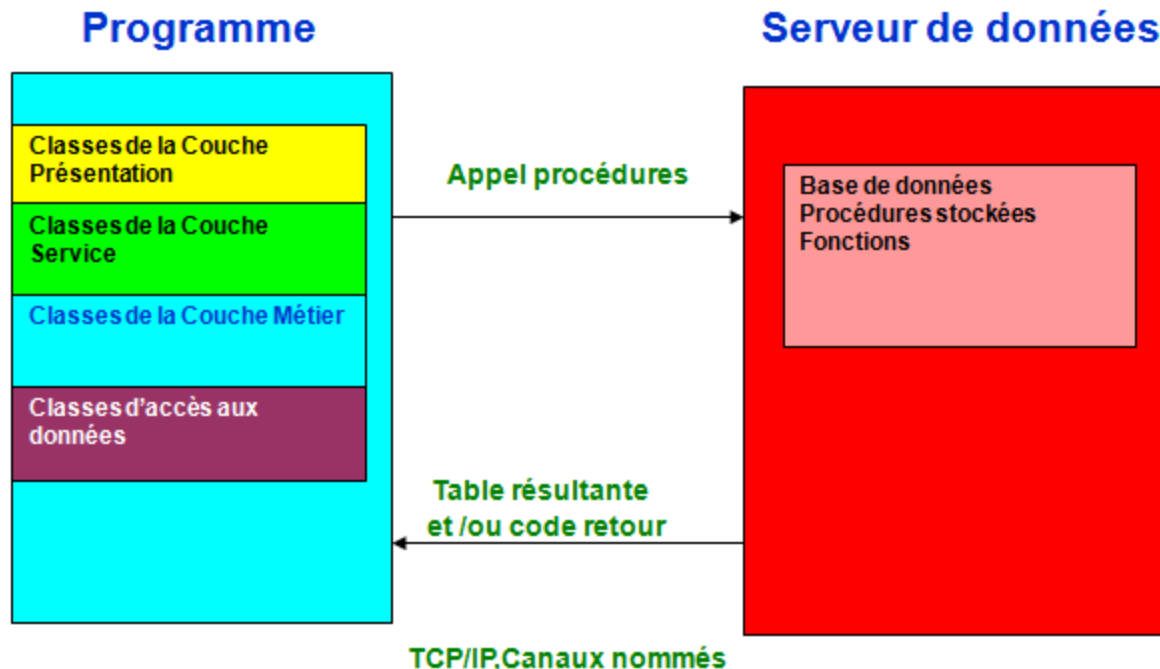 Programme
Serveur de données
Classes de la Couche
Présentation
Classes de la Couche
Service
Classes de la Couche Métier
Classes d'accès aux
données
Appel procédures
Base de données
Procédures stockées
Fonctions
Table résultante
et /ou code retour
TCP/IP,Canaux nommés